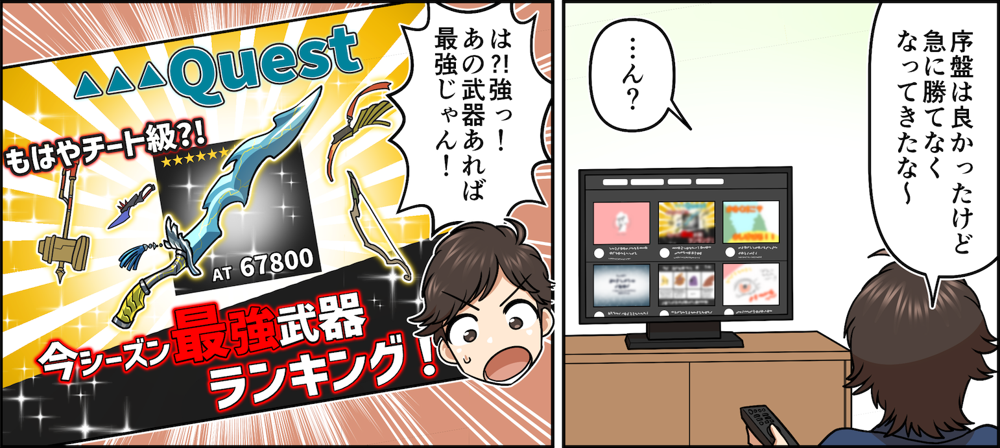 序盤は良かったけど
急に勝てなく
なってきたな～
…ん？
は?!強っ！
あの武器あれば
最強じゃん！
▲▲▲Quest
もはやチート級?!
★★★★★★
AT 67800
今シーズン最強武器
ランキング！